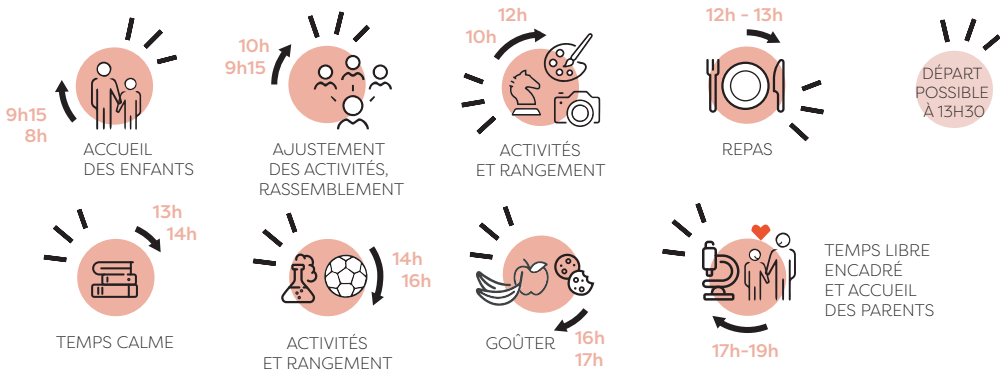 9h15
8h
ACCUEIL
DES ENFANTS
10h
9h15
AJUSTEMENT
DES ACTIVITÉS,
RASSEMBLEMENT
12h
10h
ACTIVITÉS
ET RANGEMENT
12h - 13h
REPAS
DÉPART
POSSIBLE
À 13H30
13h
14h
TEMPS CALME
14h
16h
ACTIVITÉS
ET RANGEMENT
GOÛTER
16h
17h
17h-19h
TEMPS LIBRE
ENCADRÉ
ET ACCUEIL
DES PARENTS